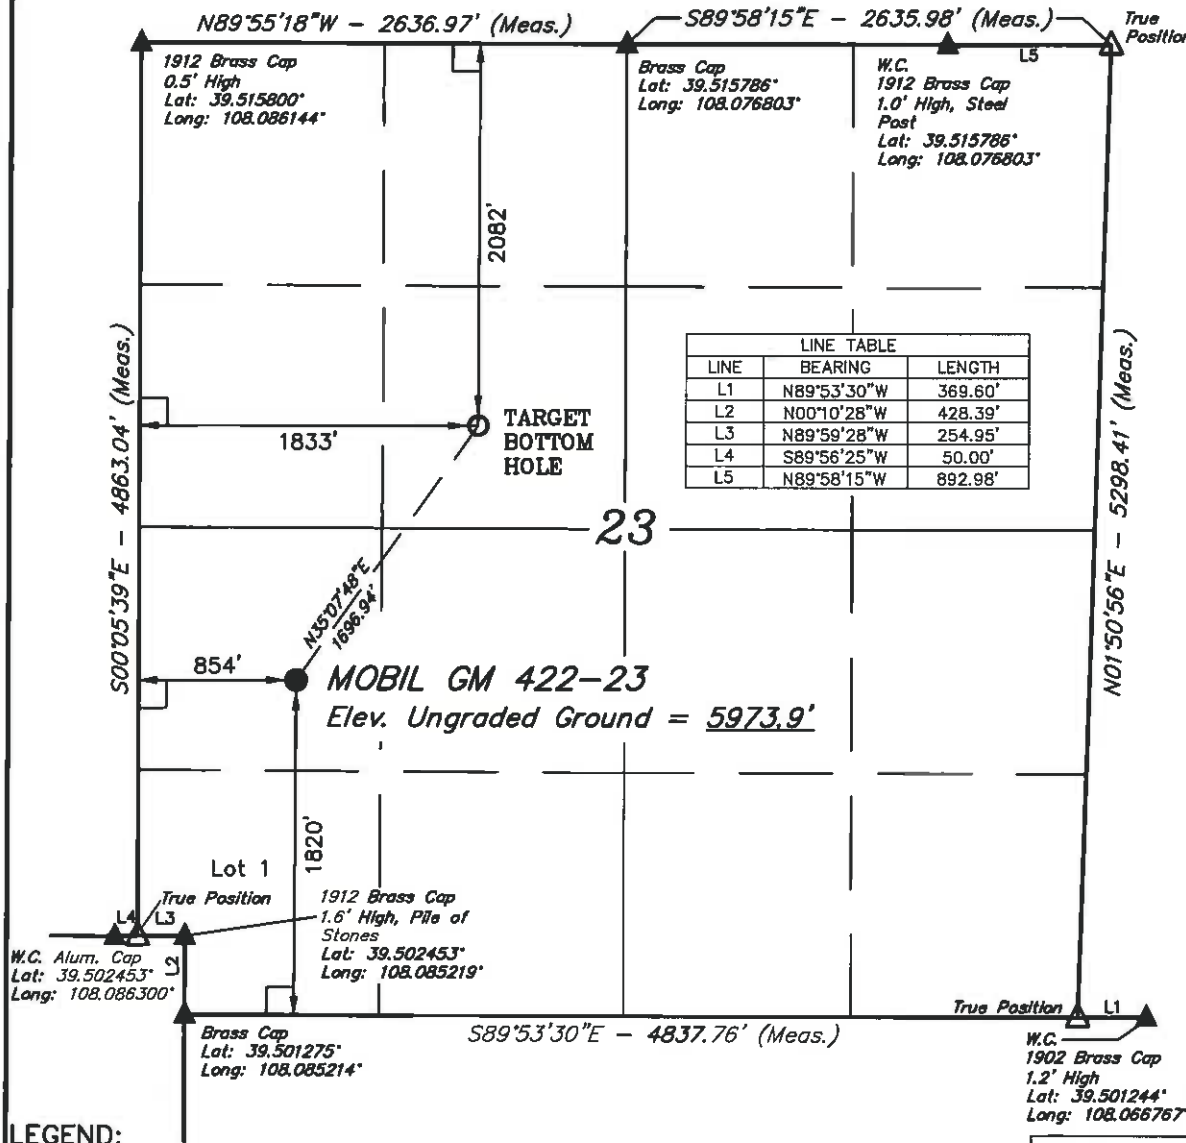 N89°55'18"W - 2636.97' (Meas.)
S89°58'15"E - 2635.98' (Meas.)
True
Position
L5
1912 Brass Cap
0.5' High
Lat: 39.515800°
Long: 108.086144°
Brass Cap
Lat: 39.515786°
Long: 108.076803°
W.C.
1912 Brass Cap
1.0' High, Steel
Post
Lat: 39.515786°
Long: 108.076803°
2082'
S00°05'39"E - 4863.04' (Meas.)
1833'
TARGET
BOTTOM
HOLE
LINE TABLE
LINE BEARING LENGTH
L1 N89°53'30"W 369.60'
L2 N00°10'28"W 428.39'
L3 N89°59'28"W 254.95'
L4 S89°56'25"W 50.00'
L5 N89°58'15"W 892.98'
N01°50'56"E - 5298.41' (Meas.)
23
N35°07'48"E
1696.94'
854'
MOBIL GM 422-23
Elev. Ungraded Ground = 5973.9'
1820'
Lot 1
True Position
L4 L3
1912 Brass Cap
1.6' High, Pile of
Stones
Lat: 39.502453°
Long: 108.085219°
W.C. Alum. Cap
Lat: 39.502453°
Long: 108.086300°
L2
Brass Cap
Lat: 39.501275°
Long: 108.085214°
S89°53'30"E - 4837.76' (Meas.)
True Position
L1
W.C.
1902 Brass Cap
1.2' High
Lat: 39.501244°
Long: 108.066767°
LEGEND: